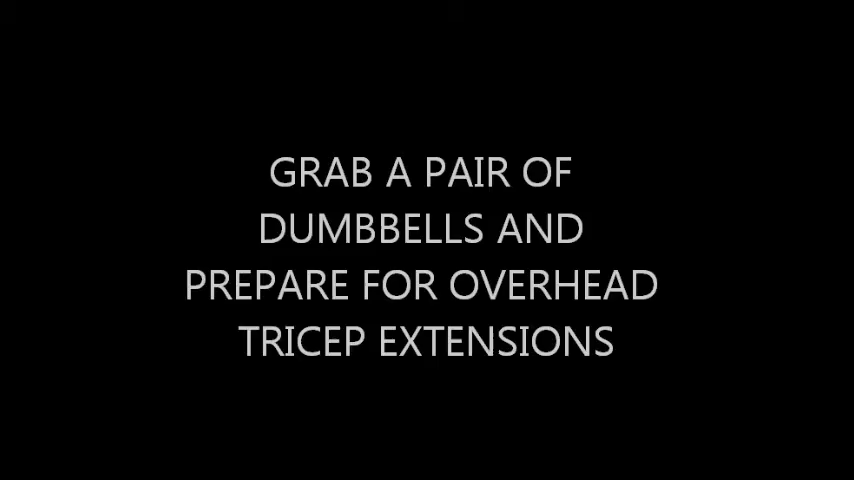 GRAB A PAIR OF
DUMBBELLS AND
PREPARE FOR OVERHEAD
TRICEP EXTENSIONS